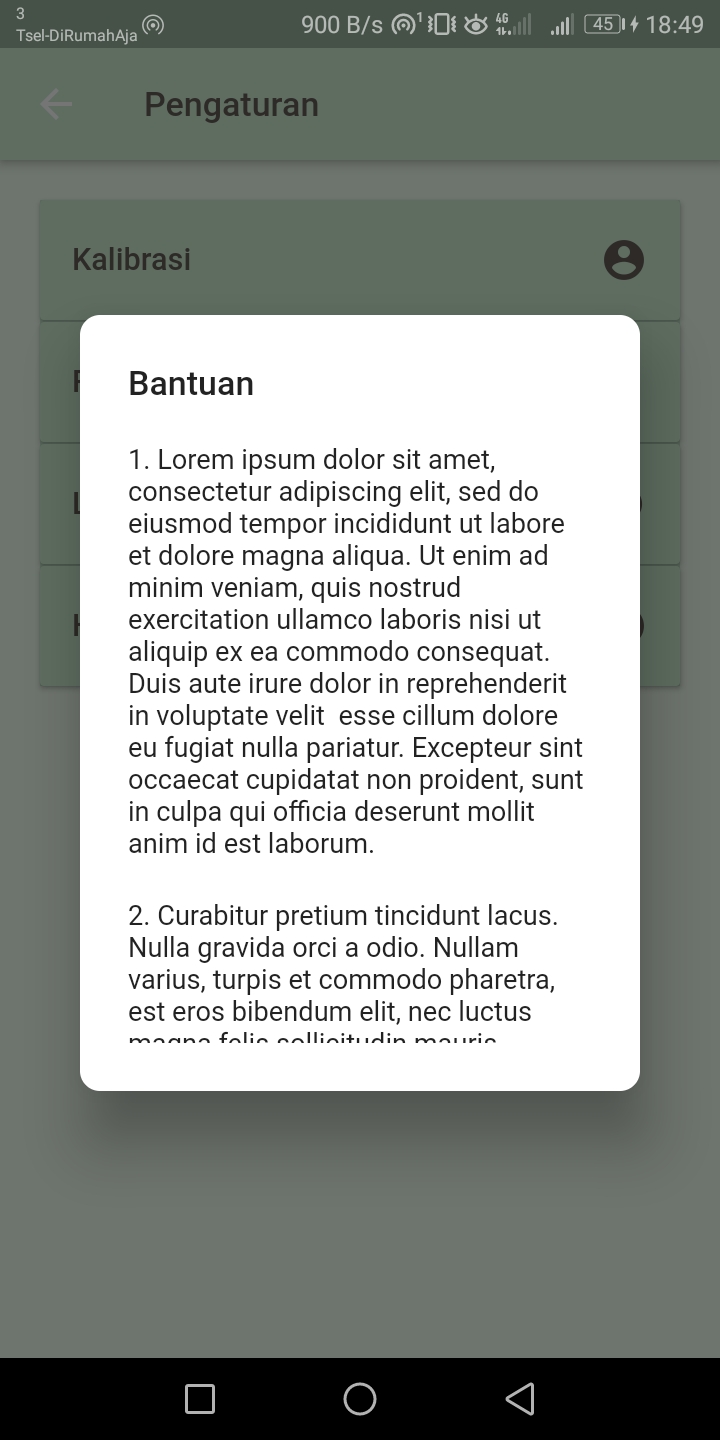 3
Tsel-DiRumahAja
900 B/s
1
4G
45
18:49
Pengaturan
Kalibrasi
Bantuan
1. Lorem ipsum dolor sit amet,
consectetur adipiscing elit, sed do
eiusmod tempor incididunt ut labore
et dolore magna aliqua. Ut enim ad
minim veniam, quis nostrud
exercitation ullamco laboris nisi ut
aliquip ex ea commodo consequat.
Duis aute irure dolor in reprehenderit
in voluptate velit  esse cillum dolore
eu fugiat nulla pariatur. Excepteur sint
occaecat cupidatat non proident, sunt
in culpa qui officia deserunt mollit
anim id est laborum.
2. Curabitur pretium tincidunt lacus.
Nulla gravida orci a odio. Nullam
varius, turpis et commodo pharetra,
est eros bibendum elit, nec luctus
magna felis sollicitudin mauris.